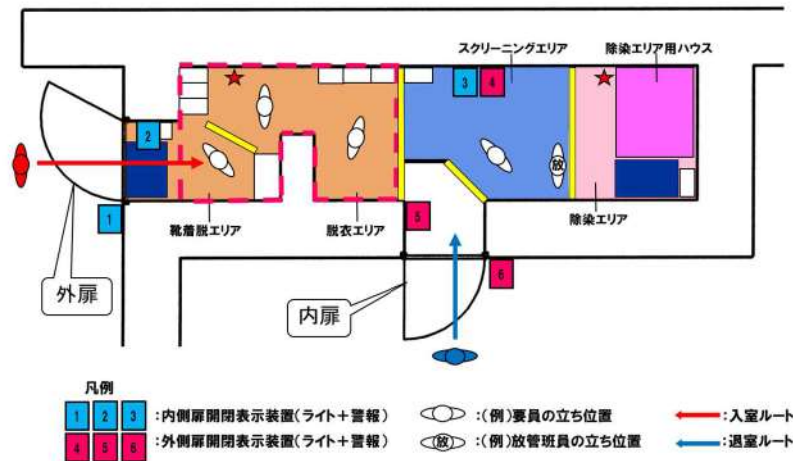 スクリーニングエリア
除染エリア用ハウス
3
4
2
放
1
5
靴着脱エリア
脱衣エリア
除染エリア
6
外扉
内扉
凡例
1 2 3 :内側扉開閉表示装置(ライト+警報)
:(例)要員の立ち位置
:入室ルート
4 5 6 :外側扉開閉表示装置(ライト+警報)
放 :(例)放管班員の立ち位置
:退室ルート